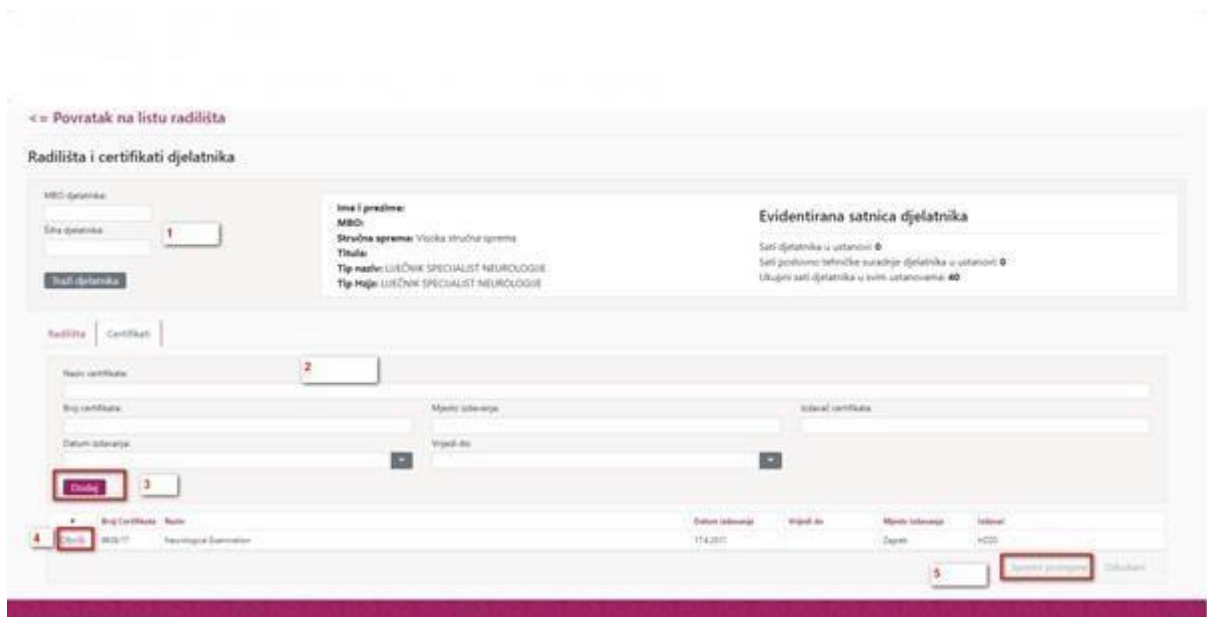 <= Povratak na listu radilišta
Radilišta i certifikati djelatnika
MBO djelatnika:
Šifra djelatnika:
1
Traži djelatnika
Ime i prezime:
MBO:
Stručna sprema: Visoka stručna sprema
Titula:
Tip naziv: LIJEČNIK SPECIJALIST NEUROLOGIJE
Tip Hajp: LIJEČNIK SPECIJALIST NEUROLOGIJE
Evidentirana satnica djelatnika
Sati djelatnika u ustanovi: 0
Sati poslovno tehničke suradnje djelatnika u ustanovi: 0
Ukupni sati djelatnika u svim ustanovama: 40
Radilišta Certifikati
2
Naziv certifikata:
Broj certifikata: Mjesto izdavanja: Izdavač certifikata:
Datum izdavanja: Vrijedi do:
Dodaj 3
# Broj Certifikata Naziv Datum izdavanja Vrijedi do Mjesto izdavanja Izdavač
4 Obriši Neurological Examination 17.4.2017. Zagreb
5 Spremi promjene Odustani